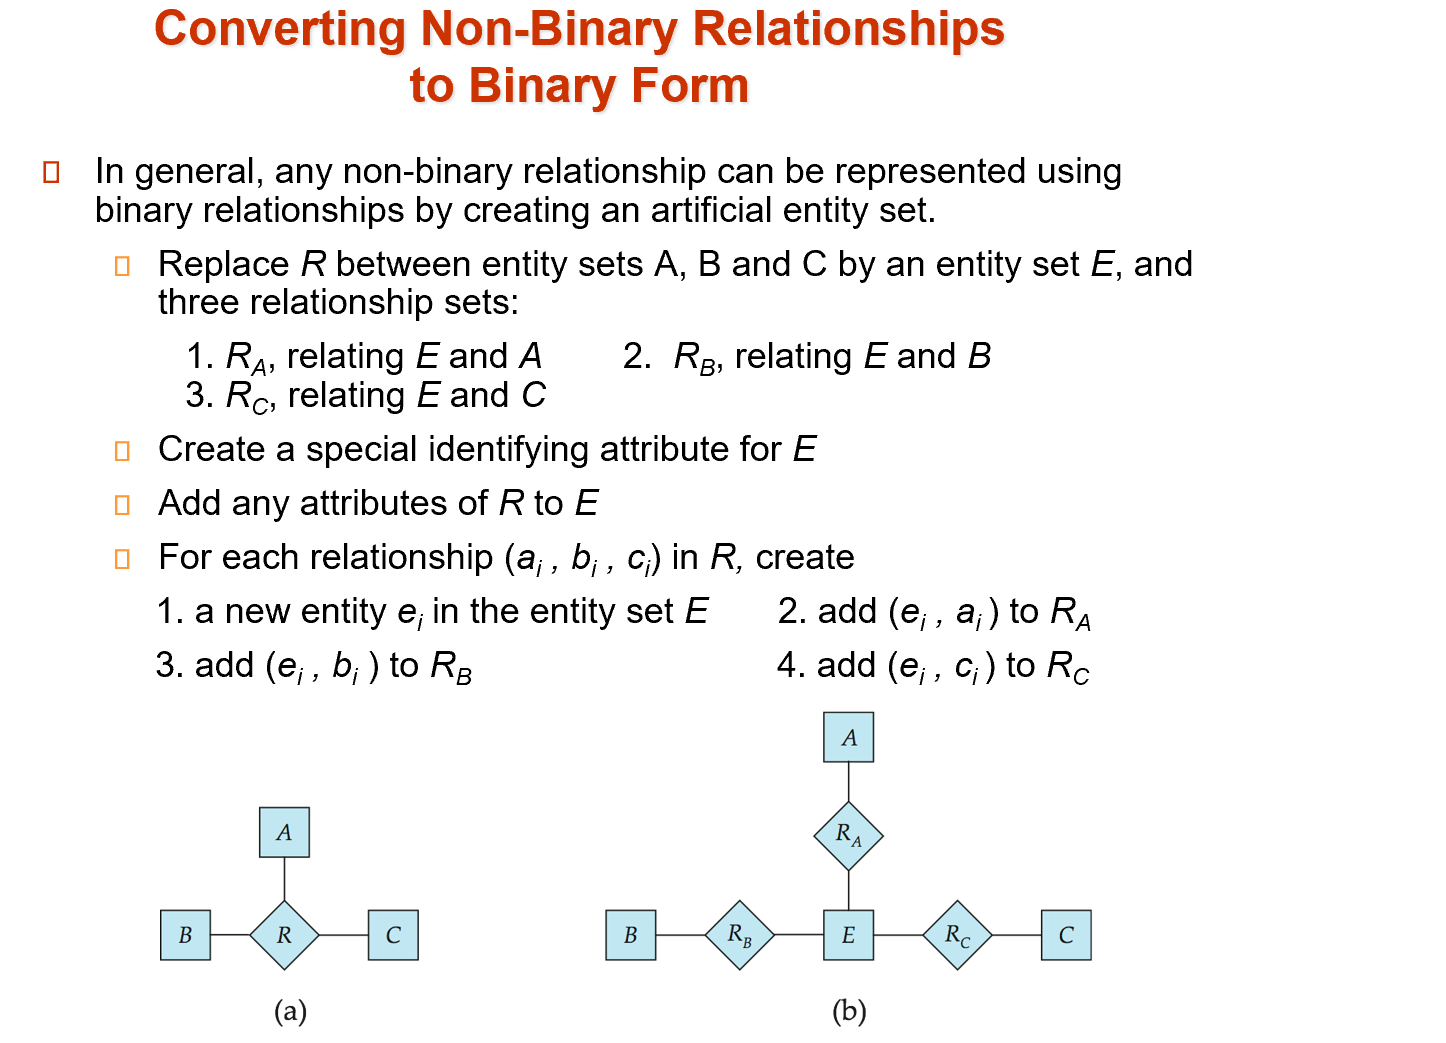 Converting Non-Binary Relationships
to Binary Form
In general, any non-binary relationship can be represented using
binary relationships by creating an artificial entity set.
Replace R between entity sets A, B and C by an entity set E, and
three relationship sets:
1. R_A, relating E and A 2. R_B, relating E and B
3. R_C, relating E and C
Create a special identifying attribute for E
Add any attributes of R to E
For each relationship (a_i , b_i , c_i) in R, create
1. a new entity e_i in the entity set E 2. add (e_i , a_i ) to R_A
3. add (e_i , b_i ) to R_B 4. add (e_i , c_i ) to R_C
A
B R C
(a)
A
R_A
B R_B E R_C C
(b)